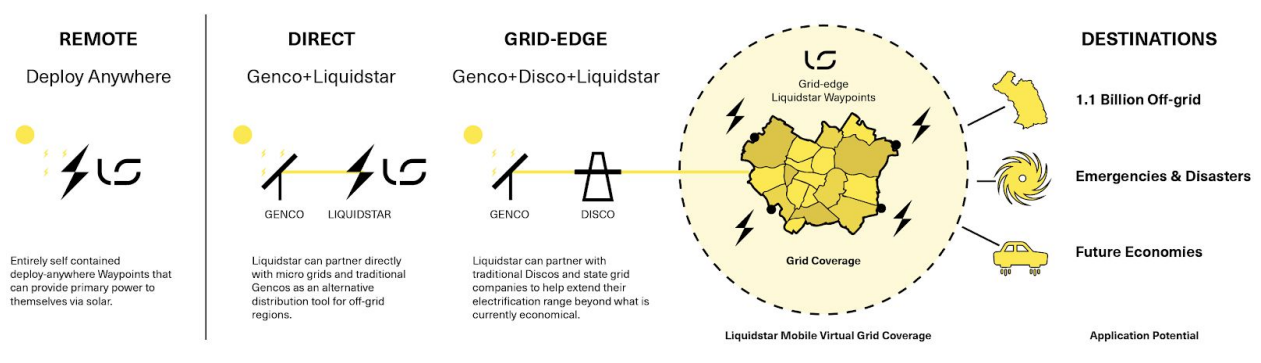 REMOTE
Deploy Anywhere
LS
Entirely self contained
deploy-anywhere Waypoints that
can provide primary power to
themselves via solar.
DIRECT
Genco+Liquidstar
LS
GENCO
LIQUIDSTAR
Liquidstar can partner directly
with micro grids and traditional
Gencos as an alternative
distribution tool for off-grid
regions.
GRID-EDGE
Genco+Disco+Liquidstar
GENCO
DISCO
Liquidstar can partner with
traditional Discos and state grid
companies to help extend their
electrification range beyond what is
currently economical.
LS
Grid-edge
Liquidstar Waypoints
Grid Coverage
Liquidstar Mobile Virtual Grid Coverage
DESTINATIONS
1.1 Billion Off-grid
Emergencies & Disasters
Future Economies
Application Potential